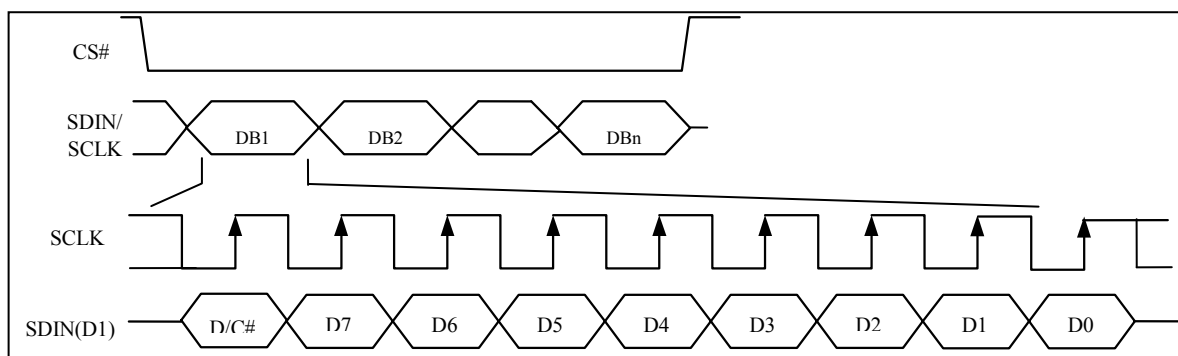 CS#
SDIN/
SCLK
DB1 DB2 DBn
SCLK
SDIN(D1) D/C# D7 D6 D5 D4 D3 D2 D1 D0